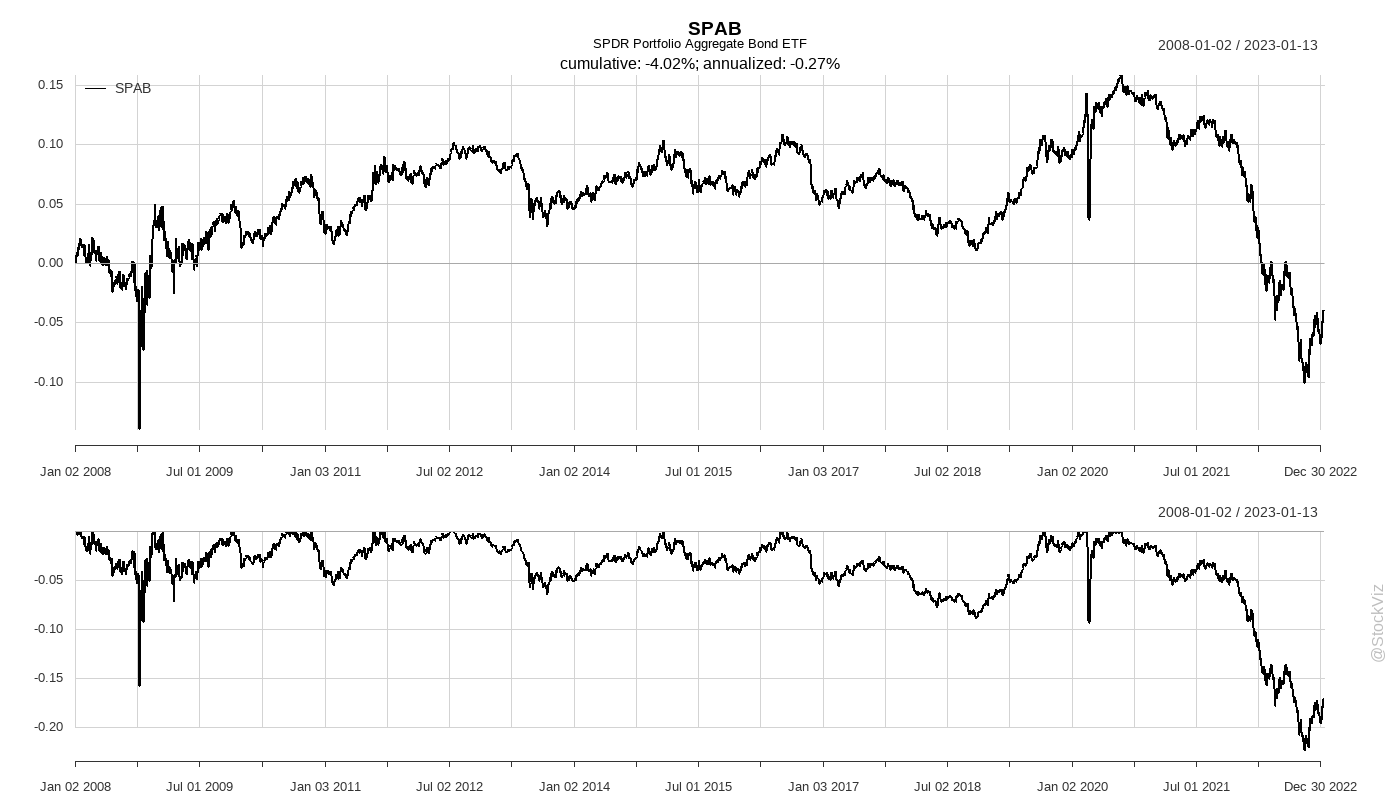 SPAB
SPDR Portfolio Aggregate Bond ETF
2008-01-02 / 2023-01-13
cumulative: -4.02%; annualized: -0.27%
SPAB
0.15
0.10
0.05
0.00
-0.05
-0.10
Jan 02 2008 Jul 01 2009 Jan 03 2011 Jul 02 2012 Jan 02 2014 Jul 01 2015 Jan 03 2017 Jul 02 2018 Jan 02 2020 Jul 01 2021 Dec 30 2022
2008-01-02 / 2023-01-13
-0.05
-0.10
-0.15
-0.20
Jan 02 2008 Jul 01 2009 Jan 03 2011 Jul 02 2012 Jan 02 2014 Jul 01 2015 Jan 03 2017 Jul 02 2018 Jan 02 2020 Jul 01 2021 Dec 30 2022
@StockViz